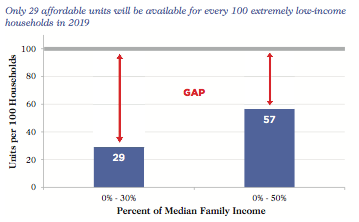 Only 29 affordable units will be available for every 100 extremely low-income
households in 2019
Units per 100 Households
100
80
60
40
20
0
GAP
29
57
0% - 30%
0% - 50%
Percent of Median Family Income